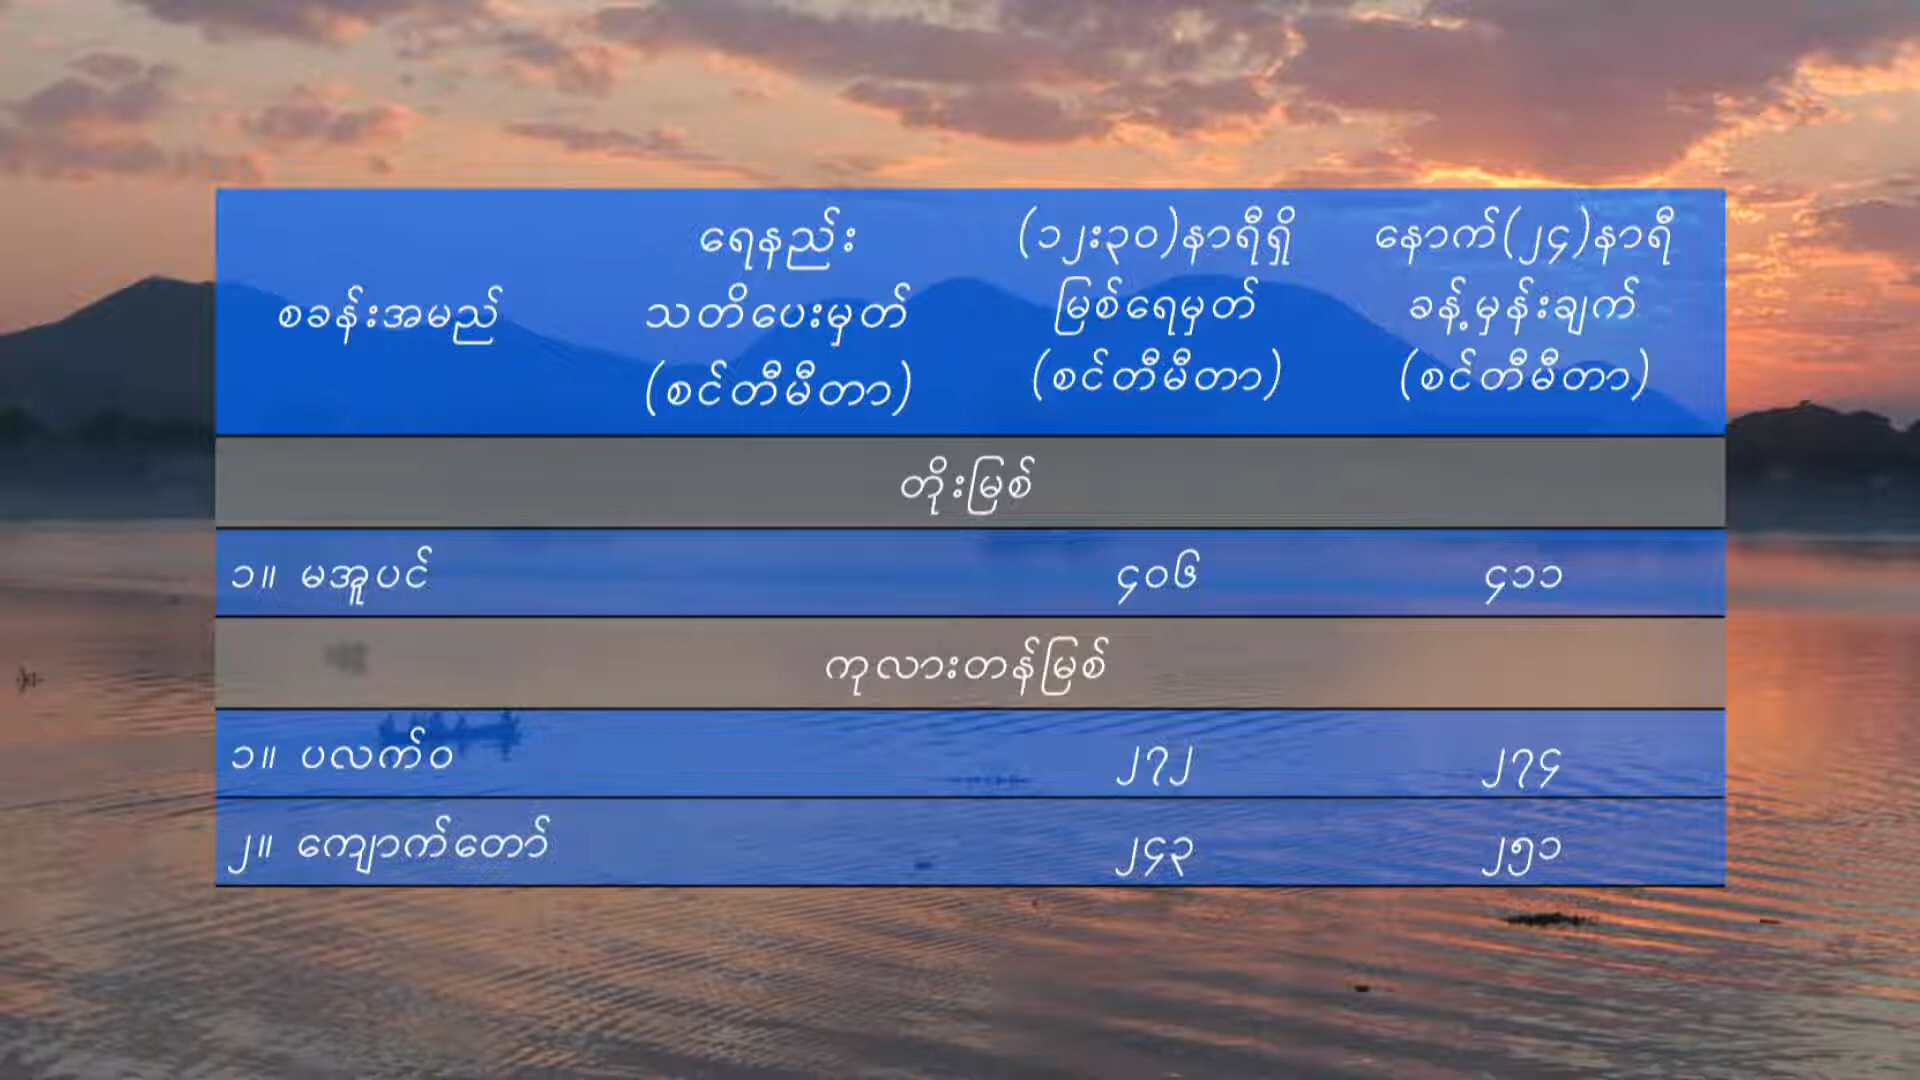 စခန်းအမည်
ရေနည်း
သတိပေးမှတ်
(စင်တီမီတာ)
(၁၂း၃၀)နာရီရှိ
မြစ်ရေမှတ်
(စင်တီမီတာ)
နောက်(၂၄)နာရီ
ခန့်မှန်းချက်
(စင်တီမီတာ)
တိုးမြစ်
၁။ မအူပင် ၄၀၆ ၄၁၁
ကုလားတန်မြစ်
၁။ ပလက်ဝ ၂၇၂ ၂၇၄
၂။ ကျောက်တော် ၂၄၃ ၂၅၁